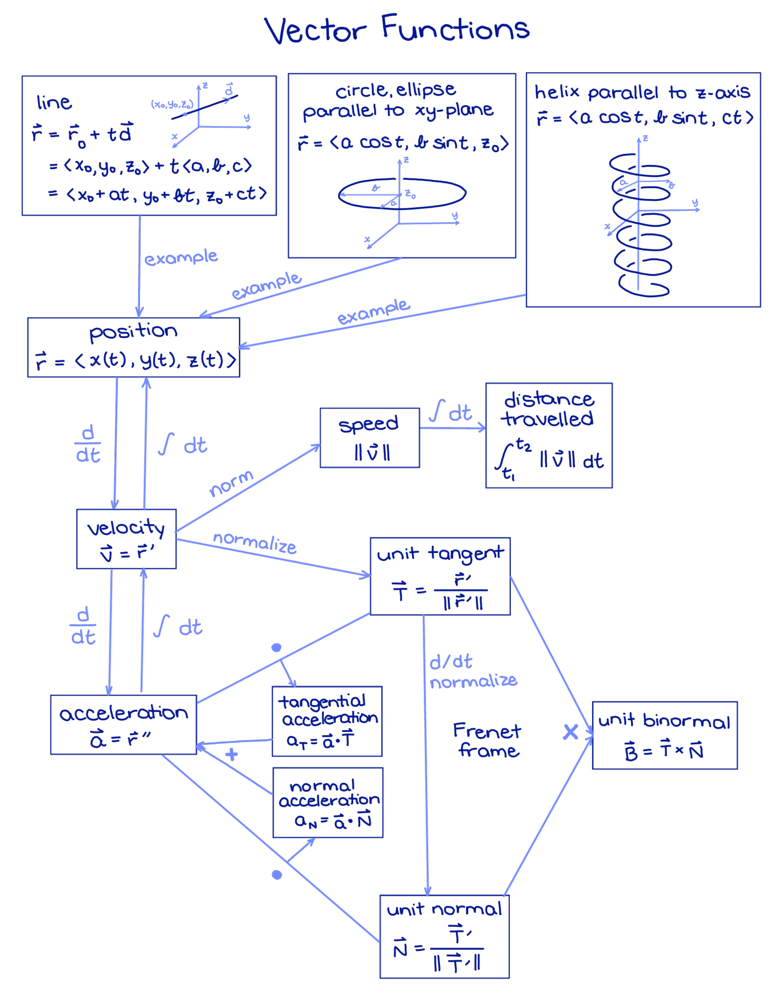 Vector Functions
line
(x₀,y₀,z₀)
z
d⃗
y
x
r⃗ = r⃗₀ + td⃗
= <x₀,y₀,z₀> + t<a,b,c>
= <x₀+at, y₀+bt, z₀+ct>
circle, ellipse
parallel to xy-plane
r⃗ = <a cos t, b sin t, z₀>
z
b
z₀
a
y
x
helix parallel to z-axis
r⃗ = <a cos t, b sin t, ct>
z
a
b
y
x
example
example
example
position
r⃗ = <x(t), y(t), z(t)>
d/dt
∫ dt
speed
||v⃗||
∫ dt
distance
travelled
∫_{t₁}^{t₂} ||v⃗|| dt
norm
velocity
v⃗ = r⃗′
normalize
unit tangent
T⃗ = r⃗′ / ||r⃗′||
d/dt
∫ dt
•
d/dt
normalize
acceleration
a⃗ = r⃗″
tangential
acceleration
a_T = a⃗ • T⃗
+
Frenet
frame
×
unit binormal
B⃗ = T⃗ × N⃗
normal
acceleration
a_N = a⃗ • N⃗
•
unit normal
N⃗ = T⃗′ / ||T⃗′||